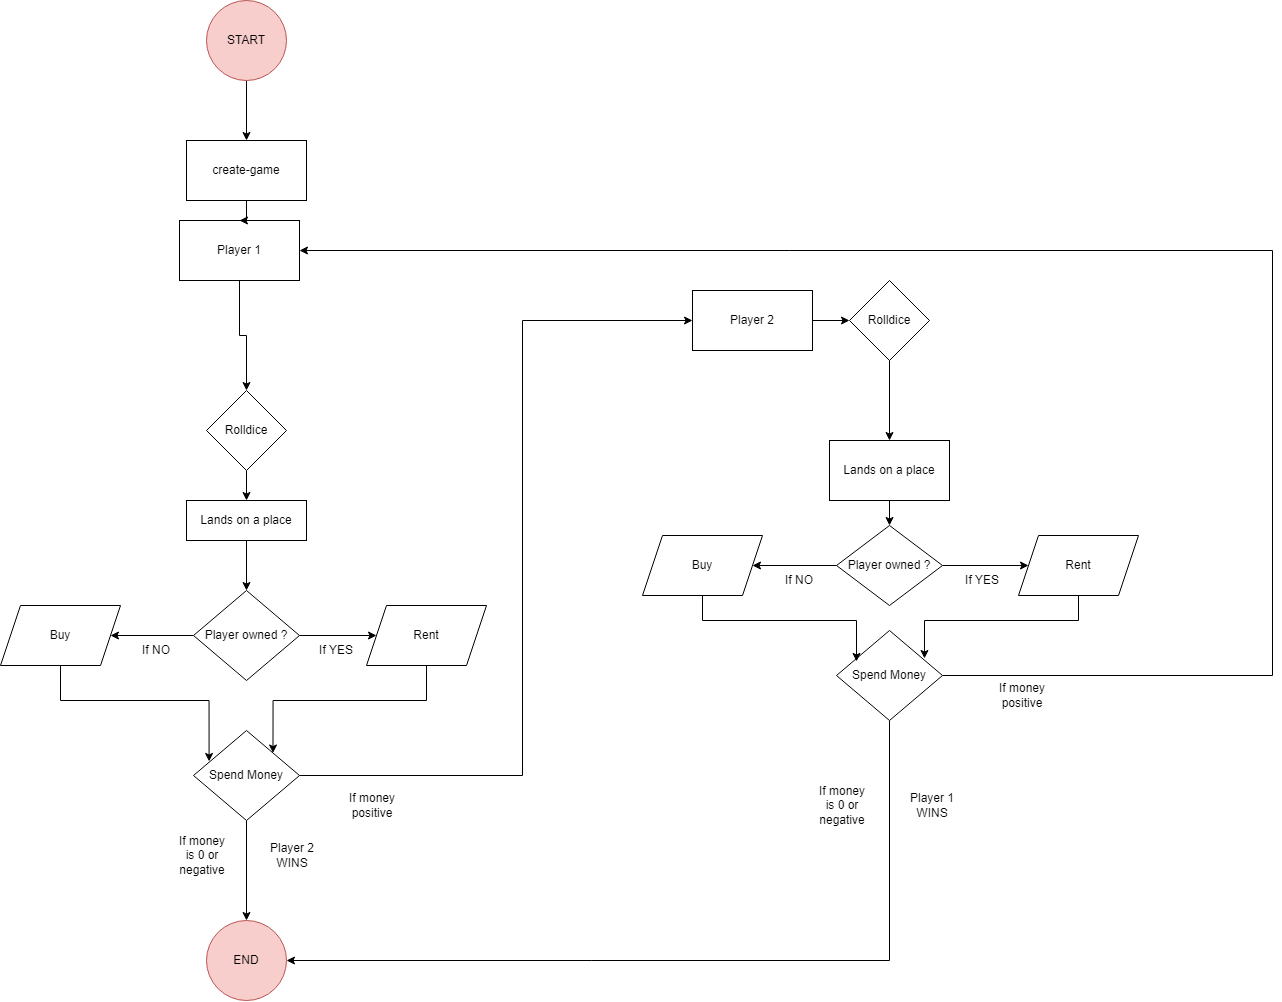 START
create-game
Player 1
Rolldice
Lands on a place
Player owned ?
If NO
If YES
Buy
Rent
Spend Money
If money
positive
If money
is 0 or
negative
Player 2
WINS
END
Player 2
Rolldice
Lands on a place
Player owned ?
If NO
If YES
Buy
Rent
Spend Money
If money
positive
If money
is 0 or
negative
Player 1
WINS